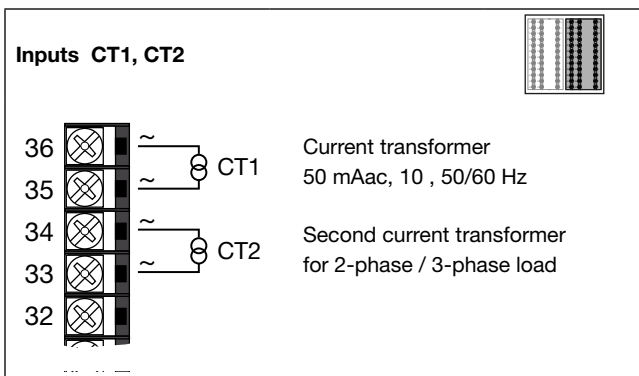 Inputs CT1, CT2
36
~
CT1
35
~
Current transformer
50 mAac, 10 , 50/60 Hz
34
~
CT2
33
~
Second current transformer
for 2-phase / 3-phase load
32